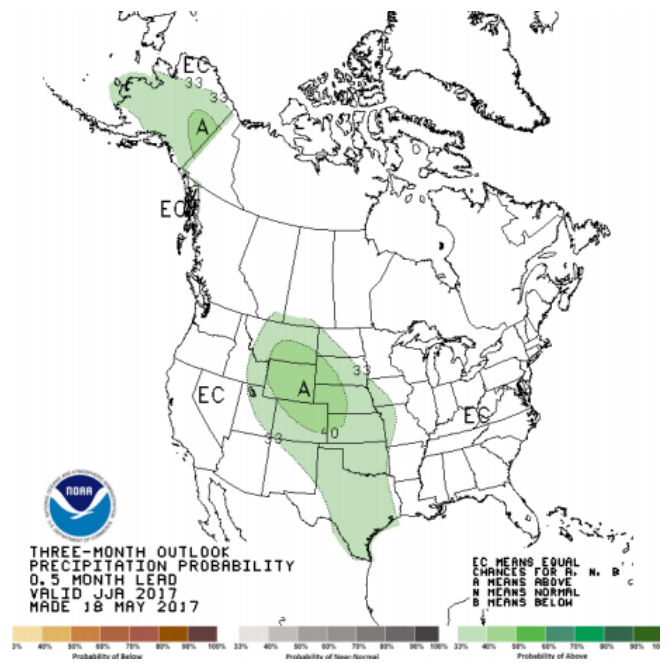 EC
33
33
A
EC
33
EC
A
EC
33
40
NOAA
THREE-MONTH OUTLOOK
PRECIPITATION PROBABILITY
0.5 MONTH LEAD
VALID JJA 2017
MADE 18 MAY 2017
EC MEANS EQUAL
CHANCES FOR A, N, B
A MEANS ABOVE
N MEANS NORMAL
B MEANS BELOW
33% 40% 50% 60% 70% 80% 90% 100%
Probability of Below
33% 40% 50% 60% 70% 80% 90% 100%
Probability of Near-Normal
33% 40% 50% 60% 70% 80% 90% 100%
Probability of Above